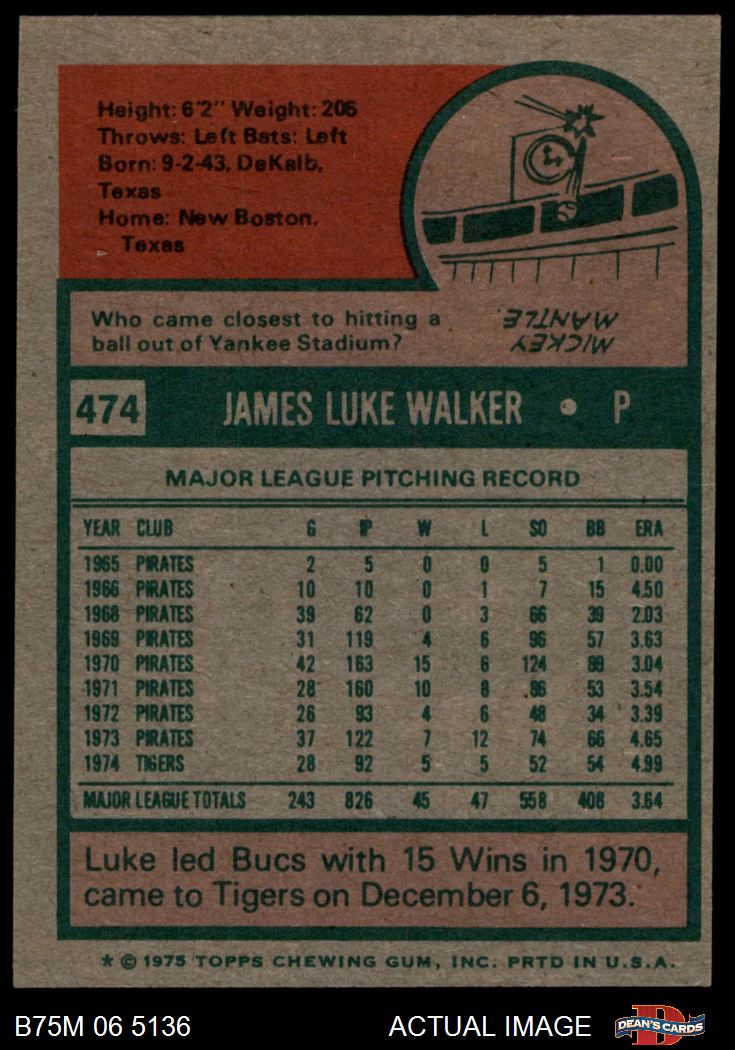 Height: 6'2" Weight: 205
Throws: Left Bats: Left
Born: 9-2-43, DeKalb,
Texas
Home: New Boston,
Texas
Who came closest to hitting a
ball out of Yankee Stadium?
MICKEY
MANTLE.
474 JAMES LUKE WALKER • P
MAJOR LEAGUE PITCHING RECORD
YEAR CLUB G IP W L SO BB ERA
1965 PIRATES 2 5 0 0 5 1 0.00
1966 PIRATES 10 10 0 1 7 15 4.50
1968 PIRATES 39 62 0 3 66 39 2.03
1969 PIRATES 31 119 4 6 96 57 3.63
1970 PIRATES 42 163 15 6 124 89 3.04
1971 PIRATES 28 160 10 8 86 53 3.54
1972 PIRATES 26 93 4 6 48 34 3.39
1973 PIRATES 37 122 7 12 74 66 4.65
1974 TIGERS 28 92 5 5 52 54 4.99
MAJOR LEAGUE TOTALS 243 826 45 47 558 408 3.64
Luke led Bucs with 15 Wins in 1970,
came to Tigers on December 6, 1973.
* © 1975 TOPPS CHEWING GUM, INC. PRTD IN U.S.A.
B75M 06 5136 ACTUAL IMAGE DEAN'S CARDS